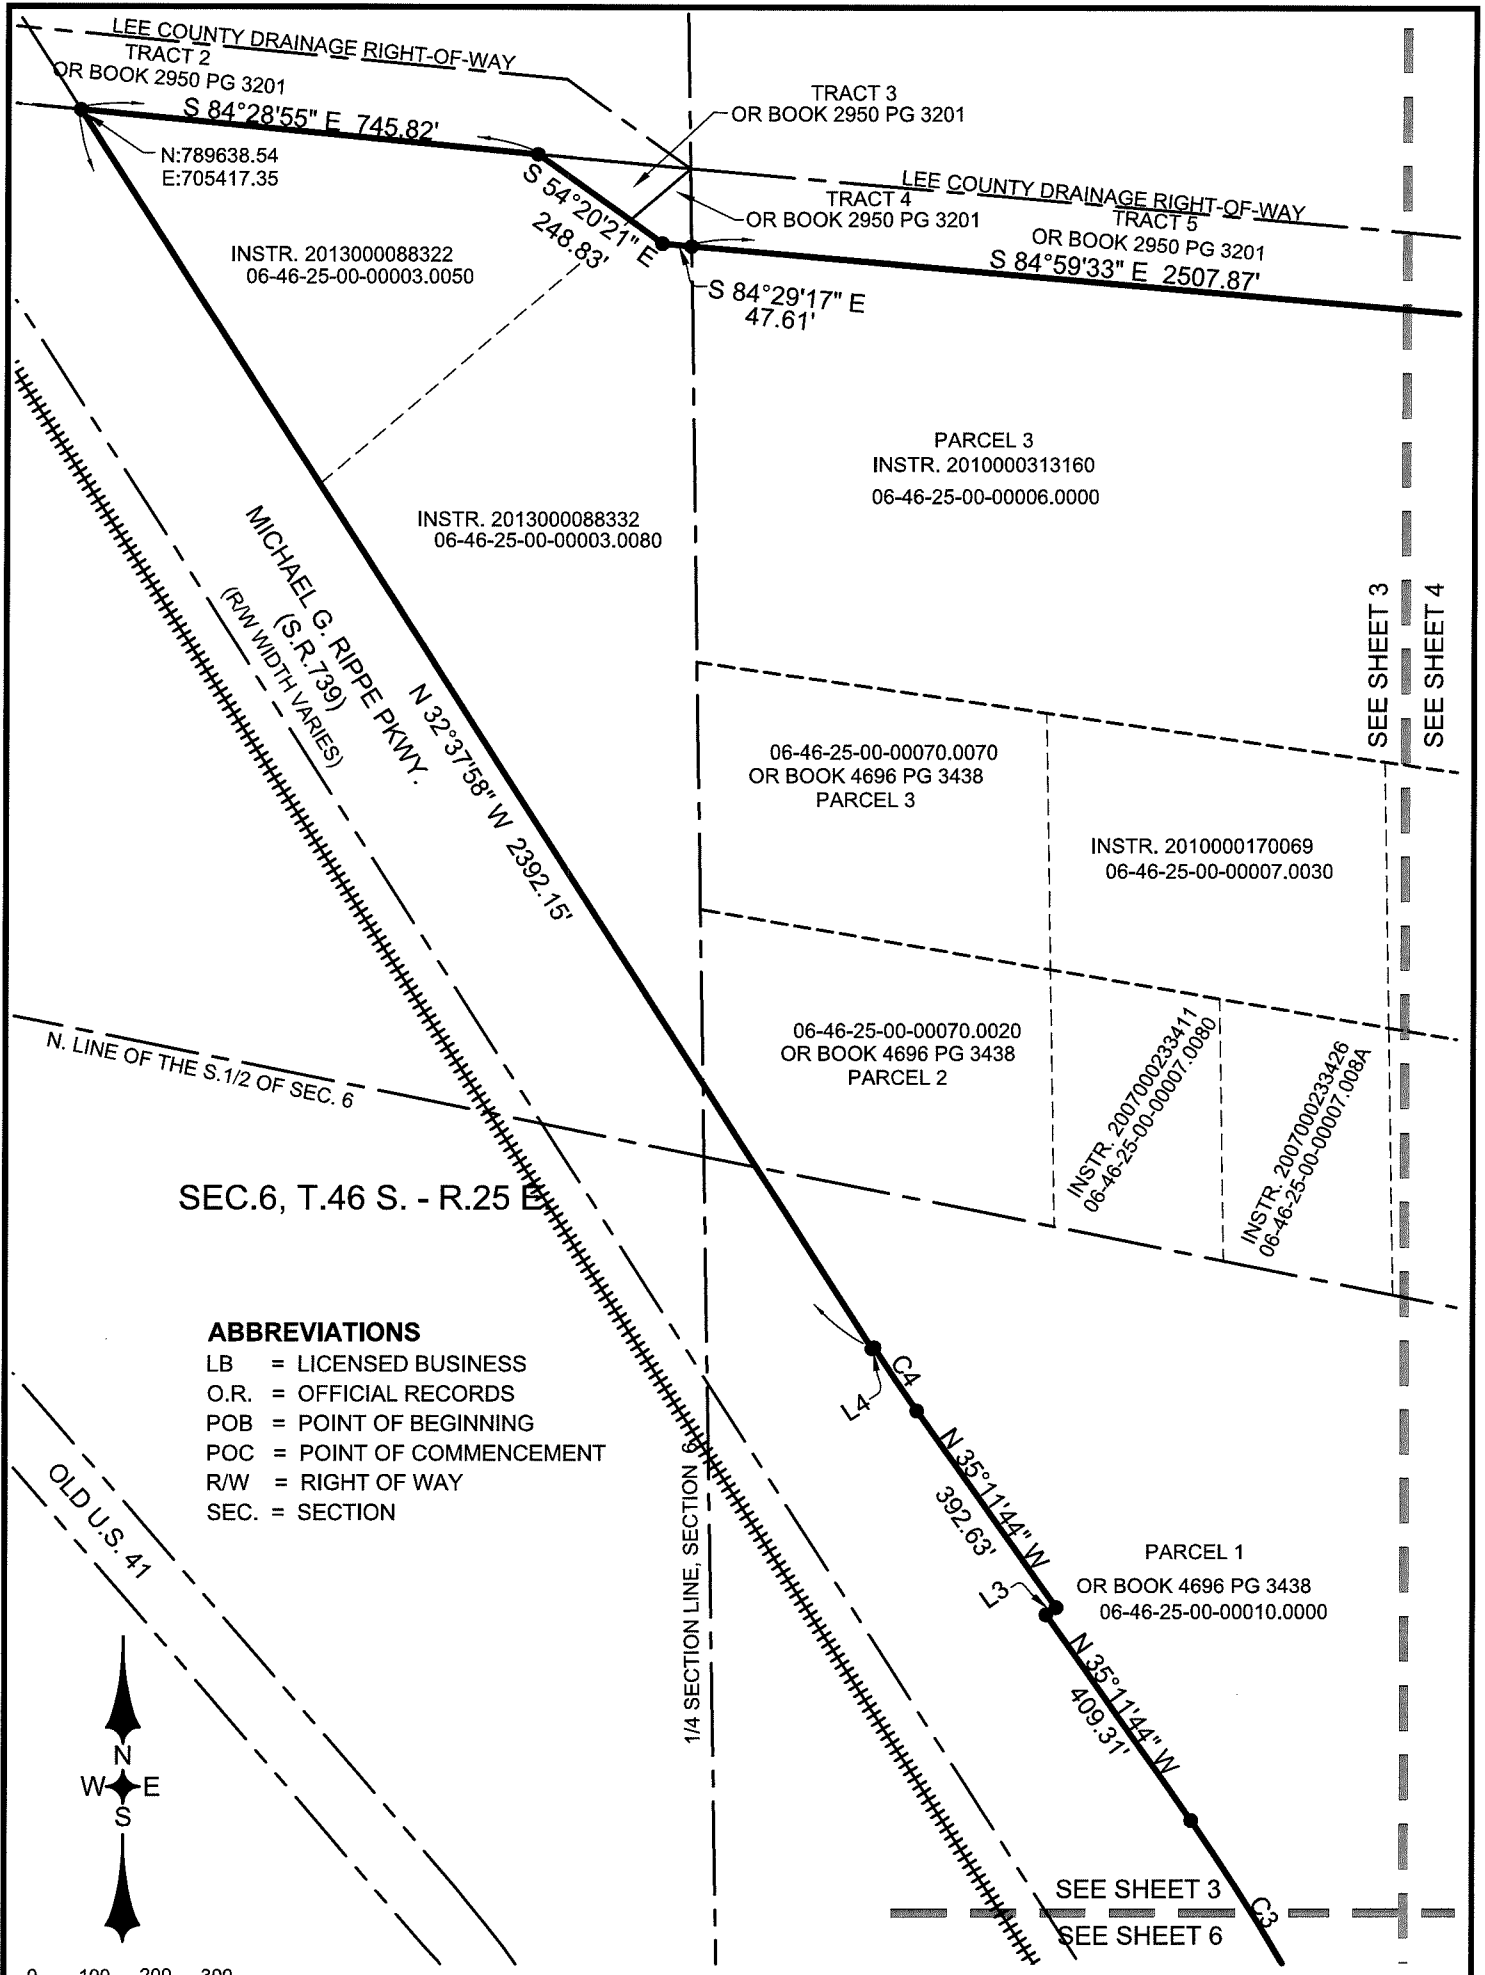 LEE COUNTY DRAINAGE RIGHT-OF-WAY
TRACT 2
OR BOOK 2950 PG 3201
S 84°28'55" E 745.82'
N:789638.54
E:705417.35
TRACT 3
OR BOOK 2950 PG 3201
S 54°20'21" E
248.83'
LEE COUNTY DRAINAGE RIGHT-OF-WAY
TRACT 4
OR BOOK 2950 PG 3201
TRACT 5
OR BOOK 2950 PG 3201
S 84°59'33" E 2507.87'
S 84°29'17" E
47.61'
INSTR. 2013000088322
06-46-25-00-00003.0050
PARCEL 3
INSTR. 2010000313160
06-46-25-00-00006.0000
INSTR. 2013000088332
06-46-25-00-00003.0080
MICHAEL G. RIPPE PKWY.
(S.R.739)
(R/W WIDTH VARIES)
N 32°37'58" W 2392.15'
SEE SHEET 3
SEE SHEET 4
06-46-25-00-00070.0070
OR BOOK 4696 PG 3438
PARCEL 3
INSTR. 2010000170069
06-46-25-00-00007.0030
06-46-25-00-00070.0020
OR BOOK 4696 PG 3438
PARCEL 2
INSTR. 2007000233411
06-46-25-00-00007.0080
INSTR. 2007000233426
06-46-25-00-00007.008A
N. LINE OF THE S.1/2 OF SEC. 6
SEC.6, T.46 S. - R.25 E
ABBREVIATIONS
LB = LICENSED BUSINESS
O.R. = OFFICIAL RECORDS
POB = POINT OF BEGINNING
POC = POINT OF COMMENCEMENT
R/W = RIGHT OF WAY
SEC. = SECTION
C4
L4
N 35°11'44" W
392.63'
OLD U.S. 41
1/4 SECTION LINE, SECTION 6
PARCEL 1
OR BOOK 4696 PG 3438
06-46-25-00-00010.0000
L3
N 35°11'44" W
409.31'
N
W E
S
SEE SHEET 3
SEE SHEET 6
C3
0 100 200 300